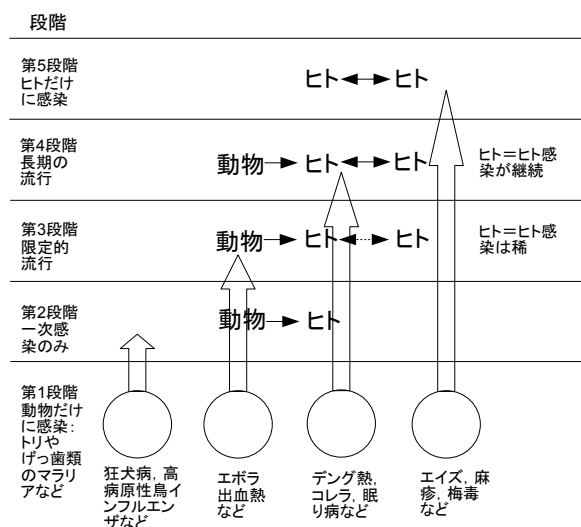 段階
第5段階
ヒトだけ
に感染
ヒト ヒト
第4段階
長期の
流行
動物 ヒト ヒト
ヒト=ヒト感
染が継続
第3段階
限定的
流行
動物 ヒト ヒト
ヒト=ヒト感
染は稀
第2段階
一次感
染のみ
動物 ヒト
第1段階
動物だけ
に感染:
トリや
げっ歯類
のマラリ
アなど
狂犬病, 高
病原性鳥イ
ンフルエン
ザなど
エボラ
出血熱
など
デング熱,
コレラ, 眠
り病など
エイズ, 麻
疹, 梅毒
など